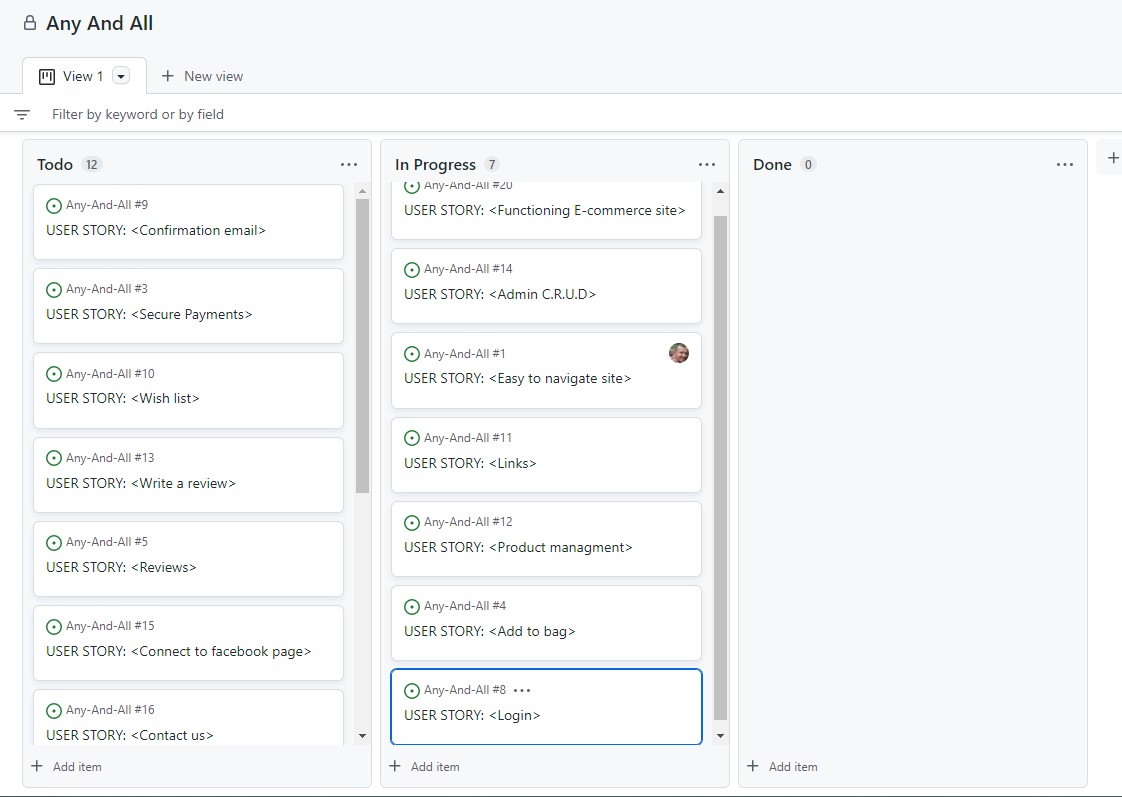 Any And All
View 1
New view
Filter by keyword or by field
Todo 12
Any-And-All #9
USER STORY: <Confirmation email>
Any-And-All #3
USER STORY: <Secure Payments>
Any-And-All #10
USER STORY: <Wish list>
Any-And-All #13
USER STORY: <Write a review>
Any-And-All #5
USER STORY: <Reviews>
Any-And-All #15
USER STORY: <Connect to facebook page>
Any-And-All #16
USER STORY: <Contact us>
Add item
In Progress 7
Any-And-All #20
USER STORY: <Functioning E-commerce site>
Any-And-All #14
USER STORY: <Admin C.R.U.D>
Any-And-All #1
USER STORY: <Easy to navigate site>
Any-And-All #11
USER STORY: <Links>
Any-And-All #12
USER STORY: <Product managment>
Any-And-All #4
USER STORY: <Add to bag>
Any-And-All #8
USER STORY: <Login>
Add item
Done 0
Add item